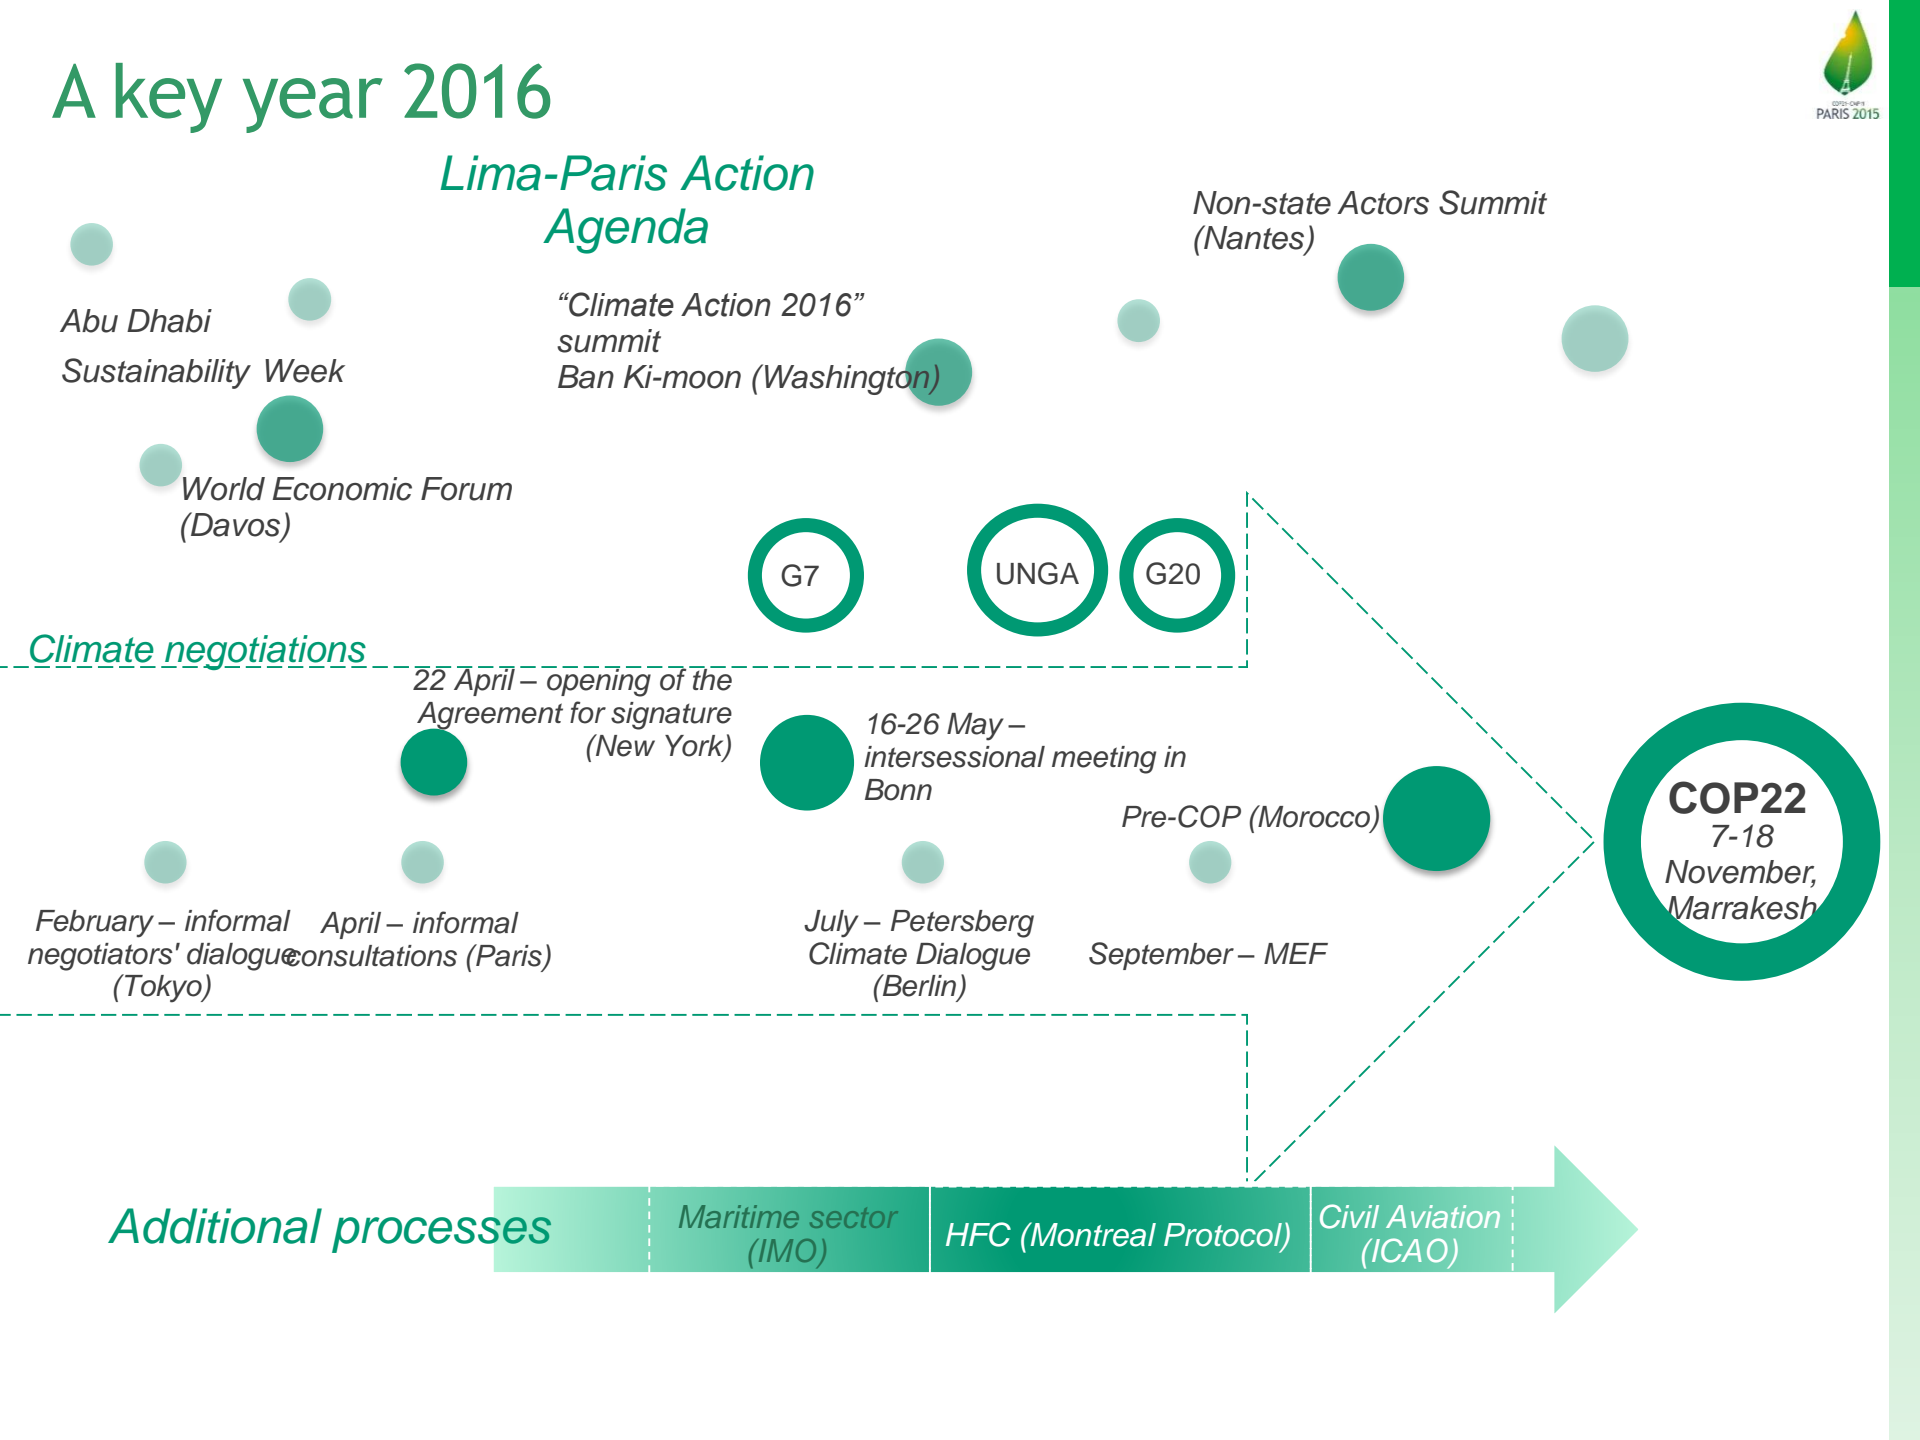 A key year 2016
COP21•CMP11
PARIS 2015
Lima-Paris Action
Agenda
Non-state Actors Summit
(Nantes)
Abu Dhabi
Sustainability Week
“Climate Action 2016”
summit
Ban Ki-moon (Washington)
World Economic Forum
(Davos)
G7
UNGA
G20
Climate negotiations
22 April – opening of the
Agreement for signature
(New York)
16-26 May –
intersessional meeting in
Bonn
Pre-COP (Morocco)
COP22
7-18
November,
Marrakesh
February – informal
negotiators' dialogue
(Tokyo)
April – informal
consultations (Paris)
July – Petersberg
Climate Dialogue
(Berlin)
September – MEF
Additional processes
Maritime sector
(IMO)
HFC (Montreal Protocol)
Civil Aviation
(ICAO)